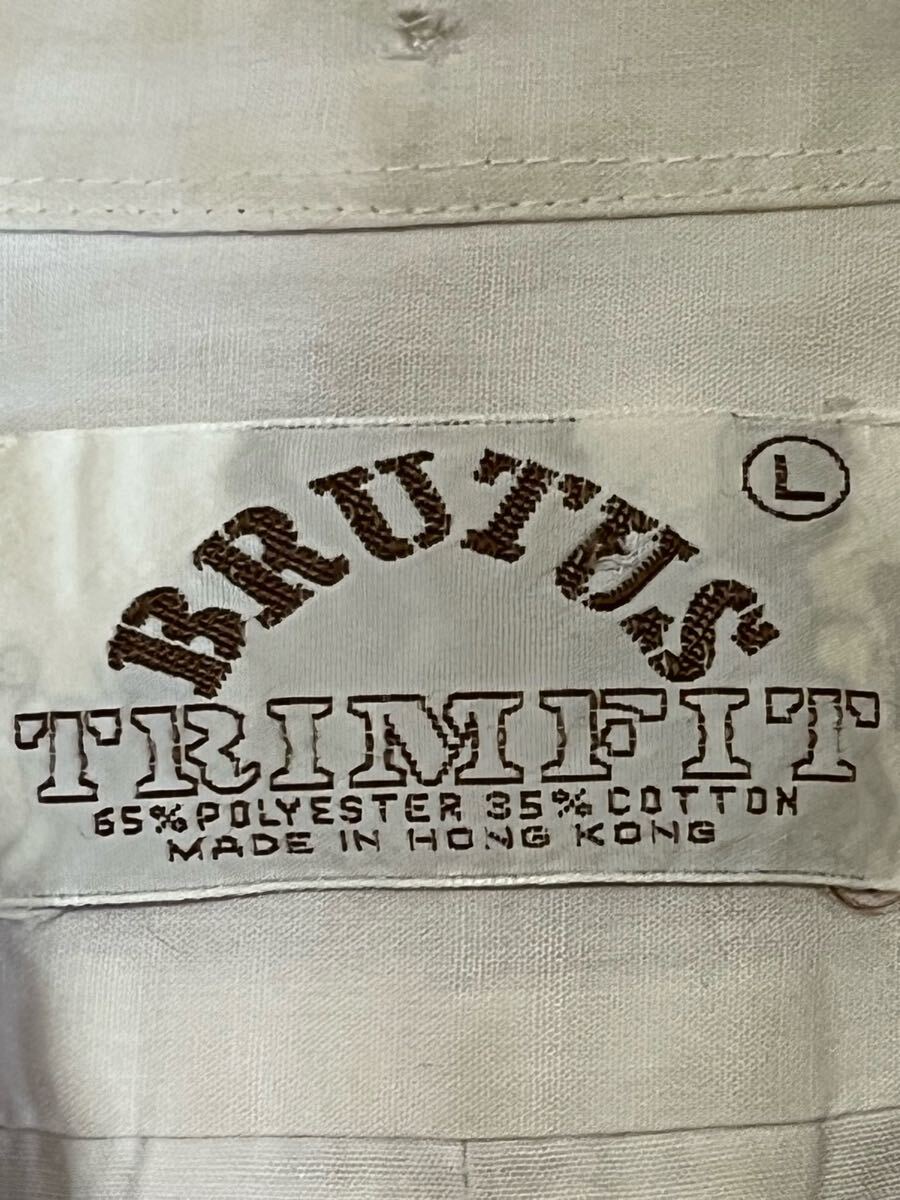 BRUTUS
L
TRIMFIT
65% POLYESTER 35% COTTON
MADE IN HONG KONG